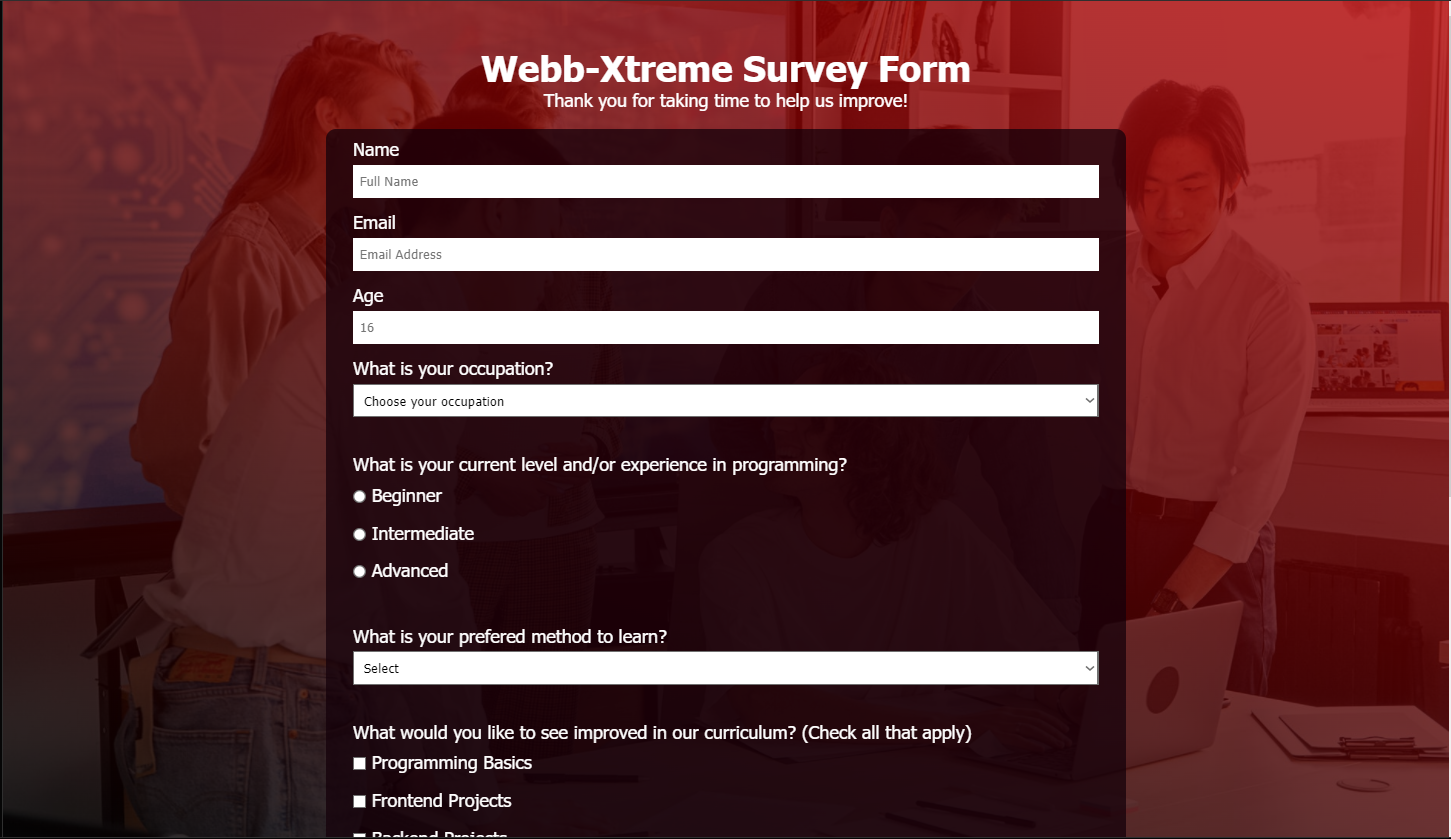 Webb-Xtreme Survey Form
Thank you for taking time to help us improve!
Name
Full Name
Email
Email Address
Age
16
What is your occupation?
Choose your occupation
What is your current level and/or experience in programming?
Beginner
Intermediate
Advanced
What is your prefered method to learn?
Select
What would you like to see improved in our curriculum? (Check all that apply)
Programming Basics
Frontend Projects
Backend Projects